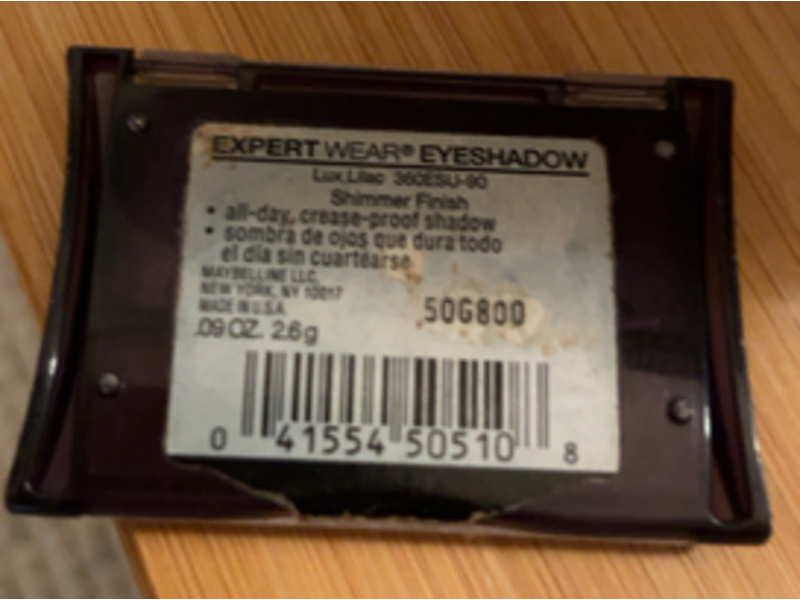 EXPERT WEAR® EYESHADOW
Lux.Lilac 360ESU-90
Shimmer Finish
• all-day, crease-proof shadow
• sombra de ojos que dura todo
el día sin cuartearse
MAYBELLINE LLC,
NEW YORK, NY 10017
MADE IN U.S.A.
.09 OZ. 2.6 g
50G800
0 41554 50510 8